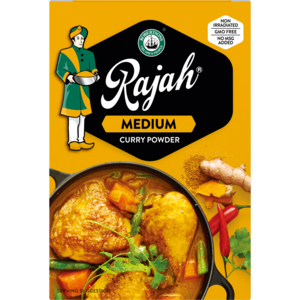 NON
IRRADIATED
GMO FREE
NO MSG
ADDED
Rajah®
MEDIUM
CURRY POWDER
SERVING SUGGESTION